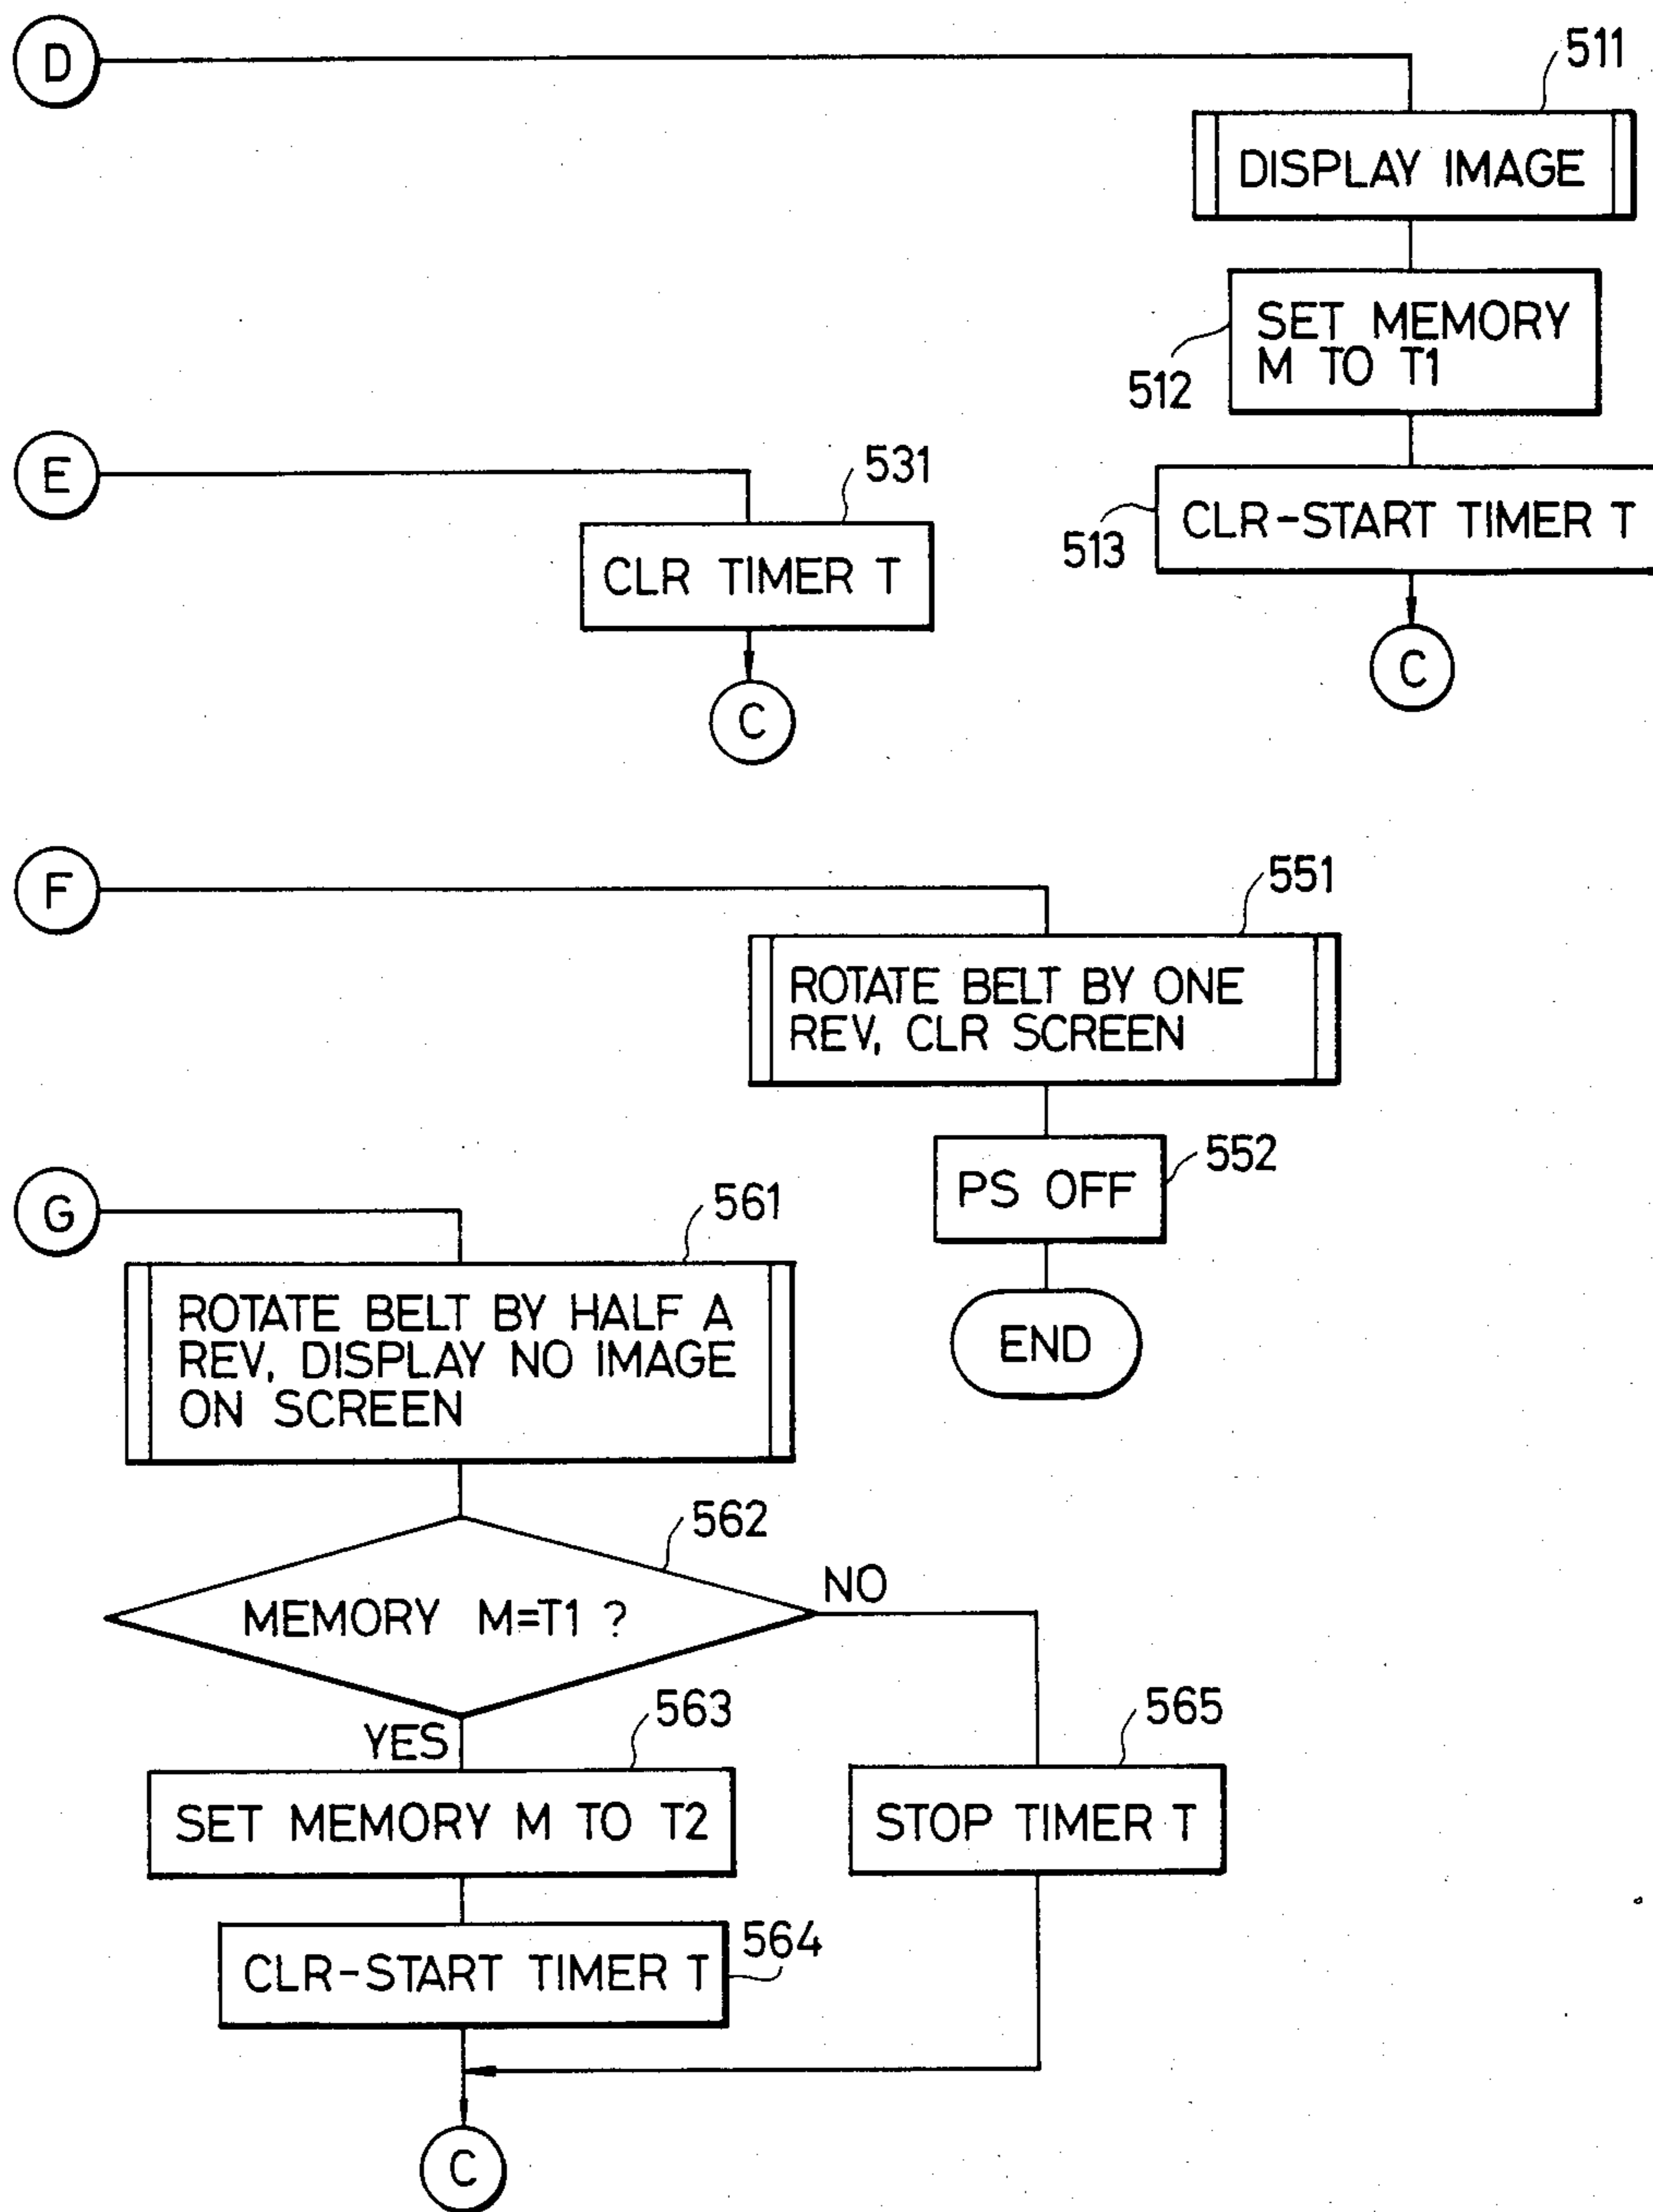 D
511
DISPLAY IMAGE
512
SET MEMORY
M TO T1
E
531
CLR TIMER T
513
CLR-START TIMER T
C
C
F
551
ROTATE BELT BY ONE
REV, CLR SCREEN
552
PS OFF
END
G
561
ROTATE BELT BY HALF A
REV, DISPLAY NO IMAGE
ON SCREEN
562
MEMORY M=T1 ?
NO
YES
563
SET MEMORY M TO T2
565
STOP TIMER T
564
CLR-START TIMER T
C